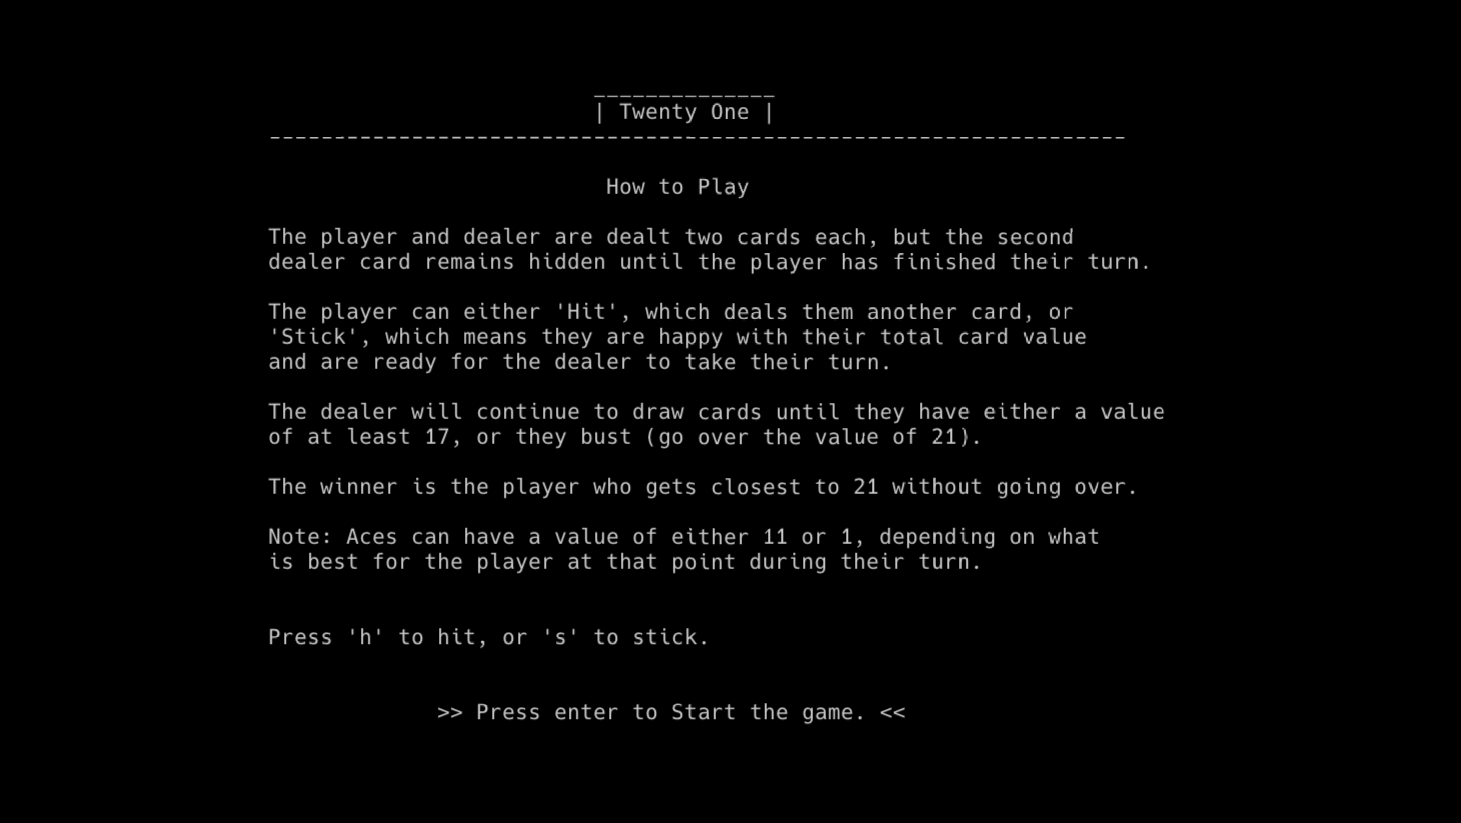 ______________
| Twenty One |
------------------------------------------------------------------
How to Play
The player and dealer are dealt two cards each, but the second
dealer card remains hidden until the player has finished their turn.
The player can either 'Hit', which deals them another card, or
'Stick', which means they are happy with their total card value
and are ready for the dealer to take their turn.
The dealer will continue to draw cards until they have either a value
of at least 17, or they bust (go over the value of 21).
The winner is the player who gets closest to 21 without going over.
Note: Aces can have a value of either 11 or 1, depending on what
is best for the player at that point during their turn.
Press 'h' to hit, or 's' to stick.
>> Press enter to Start the game. <<